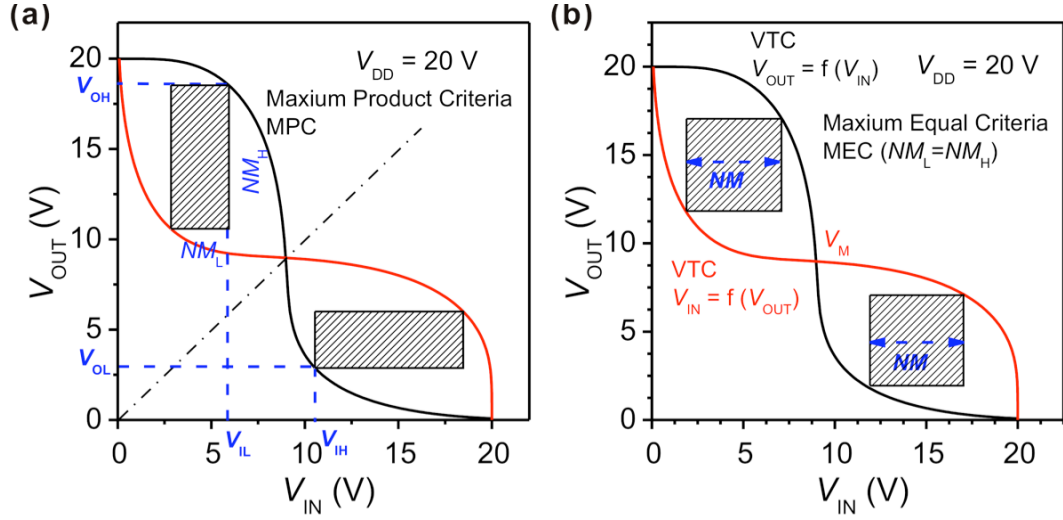 (a)
20
15
10
5
0
V_OUT (V)
V_DD = 20 V
Maxium Product Criteria
MPC
V_OH
NM_H
NM_L
V_OL
V_IL
V_IH
0 5 10 15 20
V_IN (V)
(b)
20
15
10
5
0
V_OUT (V)
VTC
V_OUT = f (V_IN)
V_DD = 20 V
Maxium Equal Criteria
MEC (NM_L=NM_H)
NM
V_M
VTC
V_IN = f (V_OUT)
NM
0 5 10 15 20
V_IN (V)